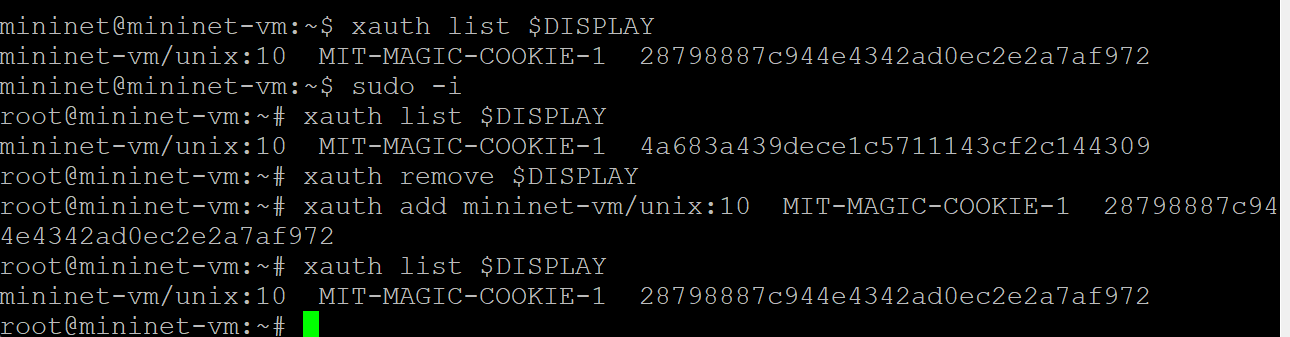 mininet@mininet-vm:~$ xauth list $DISPLAY
mininet-vm/unix:10  MIT-MAGIC-COOKIE-1  28798887c944e4342ad0ec2e2a7af972
mininet@mininet-vm:~$ sudo -i
root@mininet-vm:~# xauth list $DISPLAY
mininet-vm/unix:10  MIT-MAGIC-COOKIE-1  4a683a439dece1c5711143cf2c144309
root@mininet-vm:~# xauth remove $DISPLAY
root@mininet-vm:~# xauth add mininet-vm/unix:10  MIT-MAGIC-COOKIE-1  28798887c94
4e4342ad0ec2e2a7af972
root@mininet-vm:~# xauth list $DISPLAY
mininet-vm/unix:10  MIT-MAGIC-COOKIE-1  28798887c944e4342ad0ec2e2a7af972
root@mininet-vm:~#